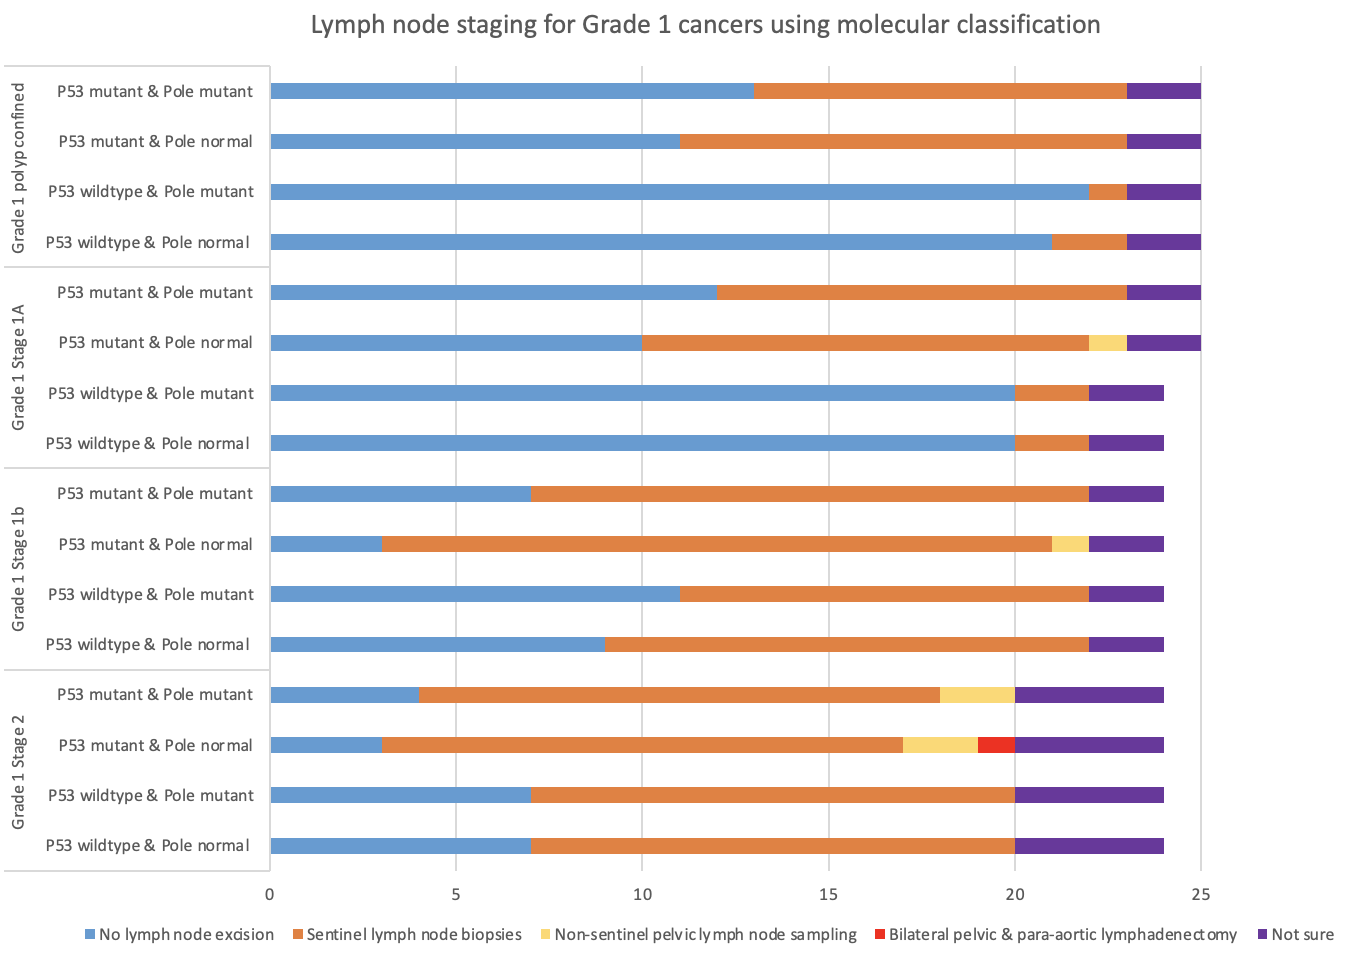 Lymph node staging for Grade 1 cancers using molecular classification
Grade 1 polyp confined
P53 mutant & Pole mutant
P53 mutant & Pole normal
P53 wildtype & Pole mutant
P53 wildtype & Pole normal
Grade 1 Stage 1A
P53 mutant & Pole mutant
P53 mutant & Pole normal
P53 wildtype & Pole mutant
P53 wildtype & Pole normal
Grade 1 Stage 1b
P53 mutant & Pole mutant
P53 mutant & Pole normal
P53 wildtype & Pole mutant
P53 wildtype & Pole normal
Grade 1 Stage 2
P53 mutant & Pole mutant
P53 mutant & Pole normal
P53 wildtype & Pole mutant
P53 wildtype & Pole normal
0 5 10 15 20 25
No lymph node excision Sentinel lymph node biopsies Non-sentinel pelvic lymph node sampling Bilateral pelvic & para-aortic lymphadenectomy Not sure